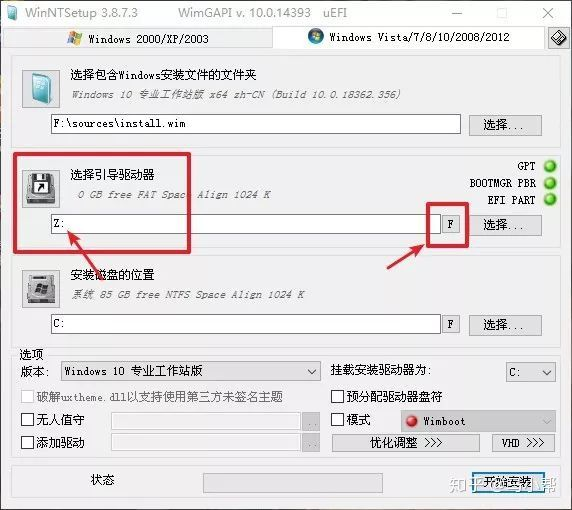 WinNTSetup 3.8.7.3 WimGAPI v. 10.0.14393 uEFI
Windows 2000/XP/2003
Windows Vista/7/8/10/2008/2012
选择包含Windows安装文件的文件夹
Windows 10 专业工作站版 x64 zh-CN (Build 10.0.18362.356)
F:\sources\install.wim
选择...
选择引导驱动器
0 GB free FAT Space Align 1024 K
GPT
BOOTMGR PBR
EFI PART
Z:
F
选择...
安装磁盘的位置
系统 85 GB free NTFS Space Align 1024 K
C:
F
选择...
选项
版本: Windows 10 专业工作站版
挂载安装驱动器为: C:
破解uxtheme.dll以支持使用第三方未签名主题
预分配驱动器盘符
无人值守 ..
模式 Wimboot
添加驱动 ..
优化调整 >>>
VHD >>>
状态
开始安装
知乎